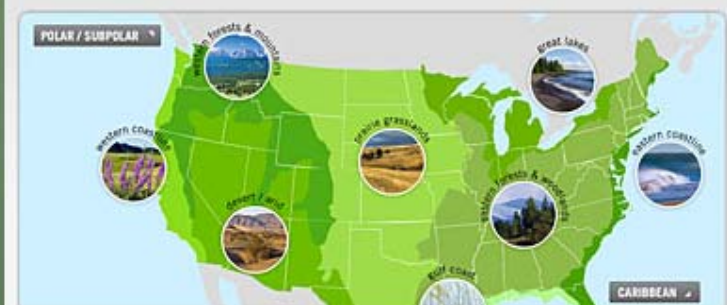 POLAR / SUBPOLAR
western forests & mountains
great lakes
western coastline
prairie grasslands
eastern coastline
desert / arid
eastern forests & woodlands
gulf coast
CARIBBEAN